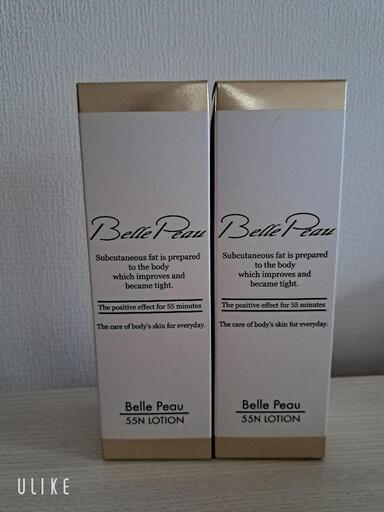 Belle Peau
Subcutaneous fat is prepared
to the body
which improves and
became tight.
The positive effect for 55 minutes
The care of body's skin for everyday.
Belle Peau
55N LOTION
Belle Peau
Subcutaneous fat is prepared
to the body
which improves and
became tight.
The positive effect for 55 minutes
The care of body's skin for everyday.
Belle Peau
55N LOTION
ULIKE